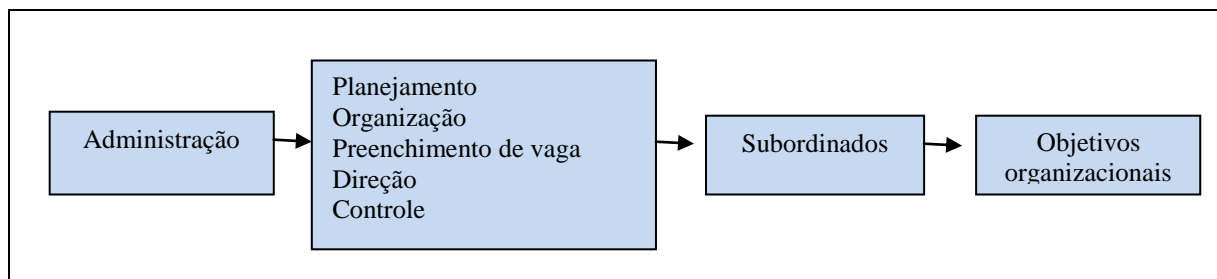 Administração
Planejamento
Organização
Preenchimento de vaga
Direção
Controle
Subordinados
Objetivos
organizacionais